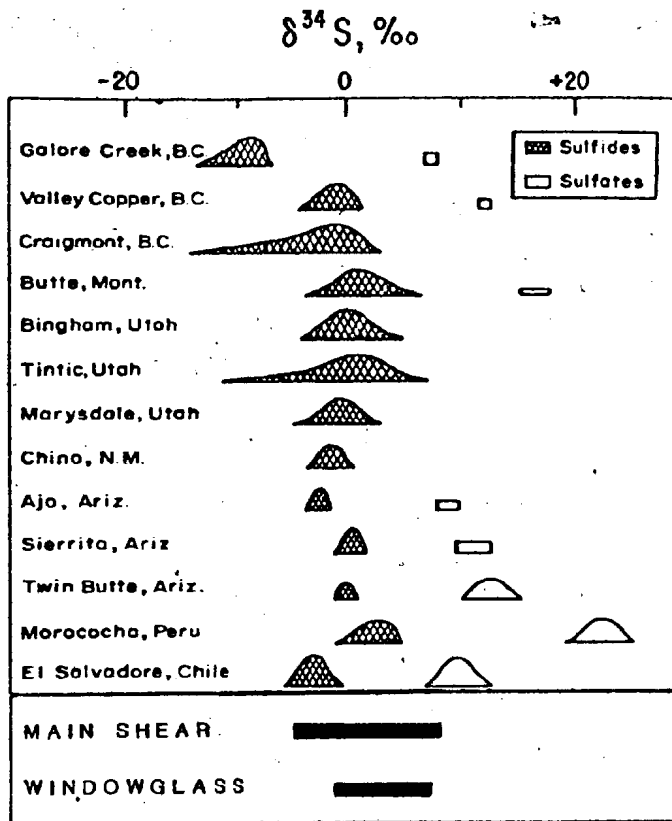 δ³⁴S, ‰
-20 0 +20
Sulfides
Sulfates
Galore Creek, B.C.
Valley Copper, B.C.
Craigmont, B.C.
Butte, Mont.
Bingham, Utah
Tintic, Utah
Marysdale, Utah
Chino, N.M.
Ajo, Ariz.
Sierrita, Ariz
Twin Butte, Ariz.
Morococha, Peru
El Salvadore, Chile
MAIN SHEAR
WINDOWGLASS